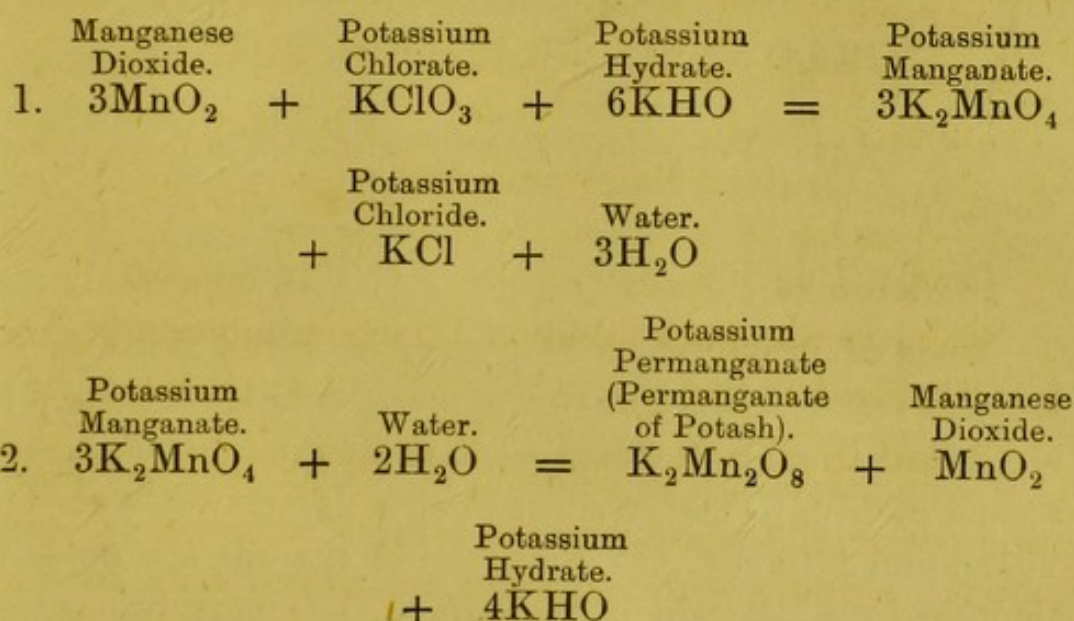 Manganese Potassium Potassium Potassium
Dioxide. Chlorate. Hydrate. Manganate.
1. 3MnO₂ + KClO₃ + 6KHO = 3K₂MnO₄
Potassium
Chloride. Water.
+ KCl + 3H₂O
Potassium
Permanganate
Potassium (Permanganate Manganese
Manganate. Water. of Potash). Dioxide.
2. 3K₂MnO₄ + 2H₂O = K₂Mn₂O₈ + MnO₂
Potassium
Hydrate.
+ 4KHO